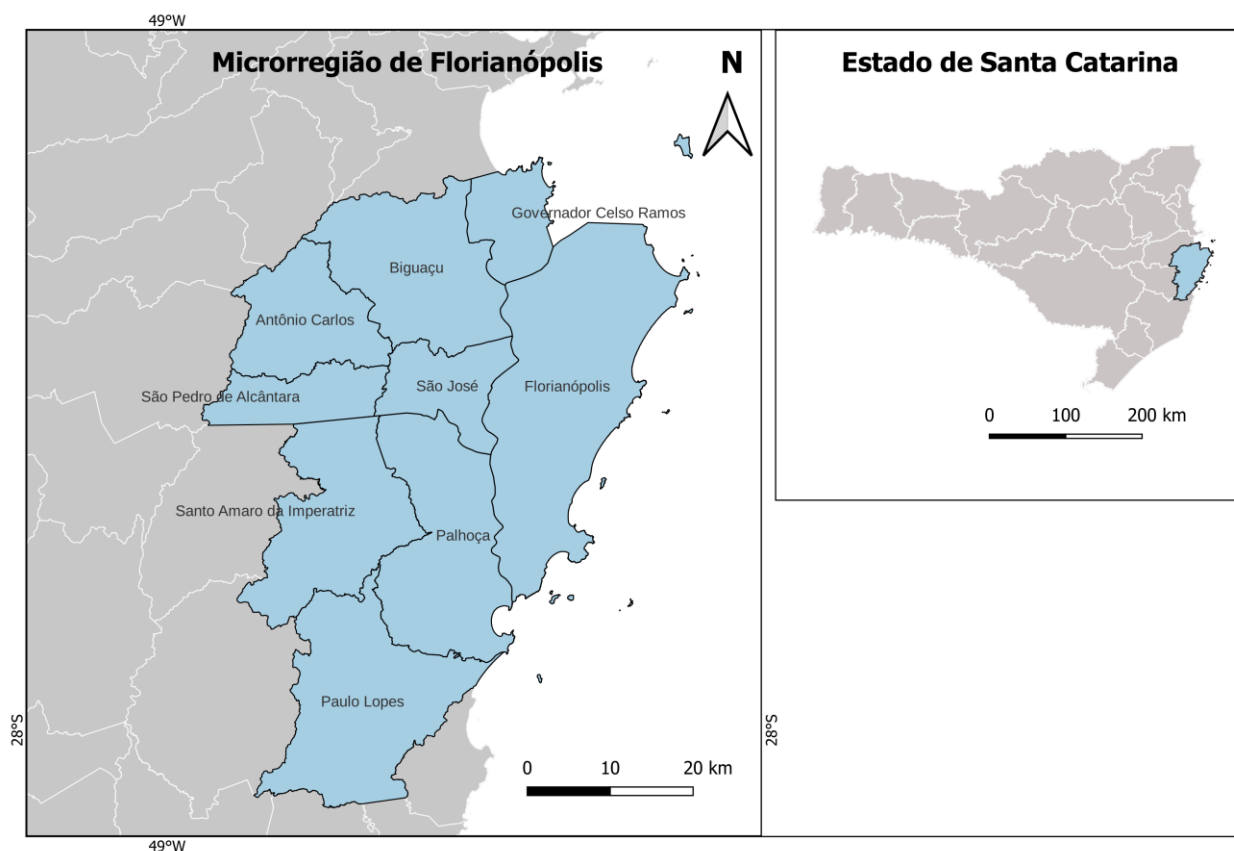 49°W
Microrregião de Florianópolis
N
Governador Celso Ramos
Biguaçu
Antônio Carlos
São Pedro de Alcântara
São José
Florianópolis
Santo Amaro da Imperatriz
Palhoça
Paulo Lopes
28°S
0 10 20 km
49°W
Estado de Santa Catarina
0 100 200 km
28°S